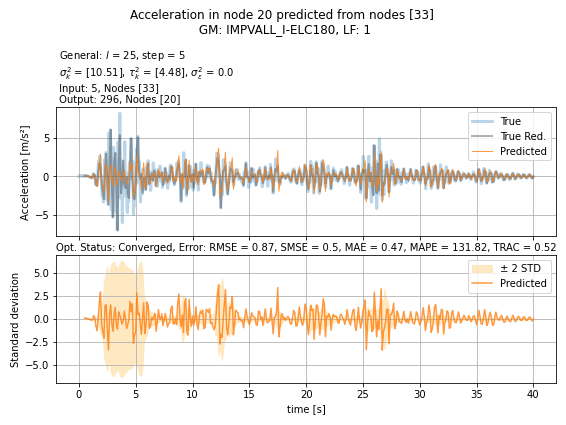 Acceleration in node 20 predicted from nodes [33]
GM: IMPVALL_I-ELC180, LF: 1
General: l = 25, step = 5
σ²ₖ = [10.51], τ²ₖ = [4.48], σ²ε = 0.0
Input: 5, Nodes [33]
Output: 296, Nodes [20]
Acceleration [m/s²]
5
0
−5
True
True Red.
Predicted
Opt. Status: Converged, Error: RMSE = 0.87, SMSE = 0.5, MAE = 0.47, MAPE = 131.82, TRAC = 0.52
Standard deviation
5.0
2.5
0.0
−2.5
−5.0
± 2 STD
Predicted
0 5 10 15 20 25 30 35 40
time [s]